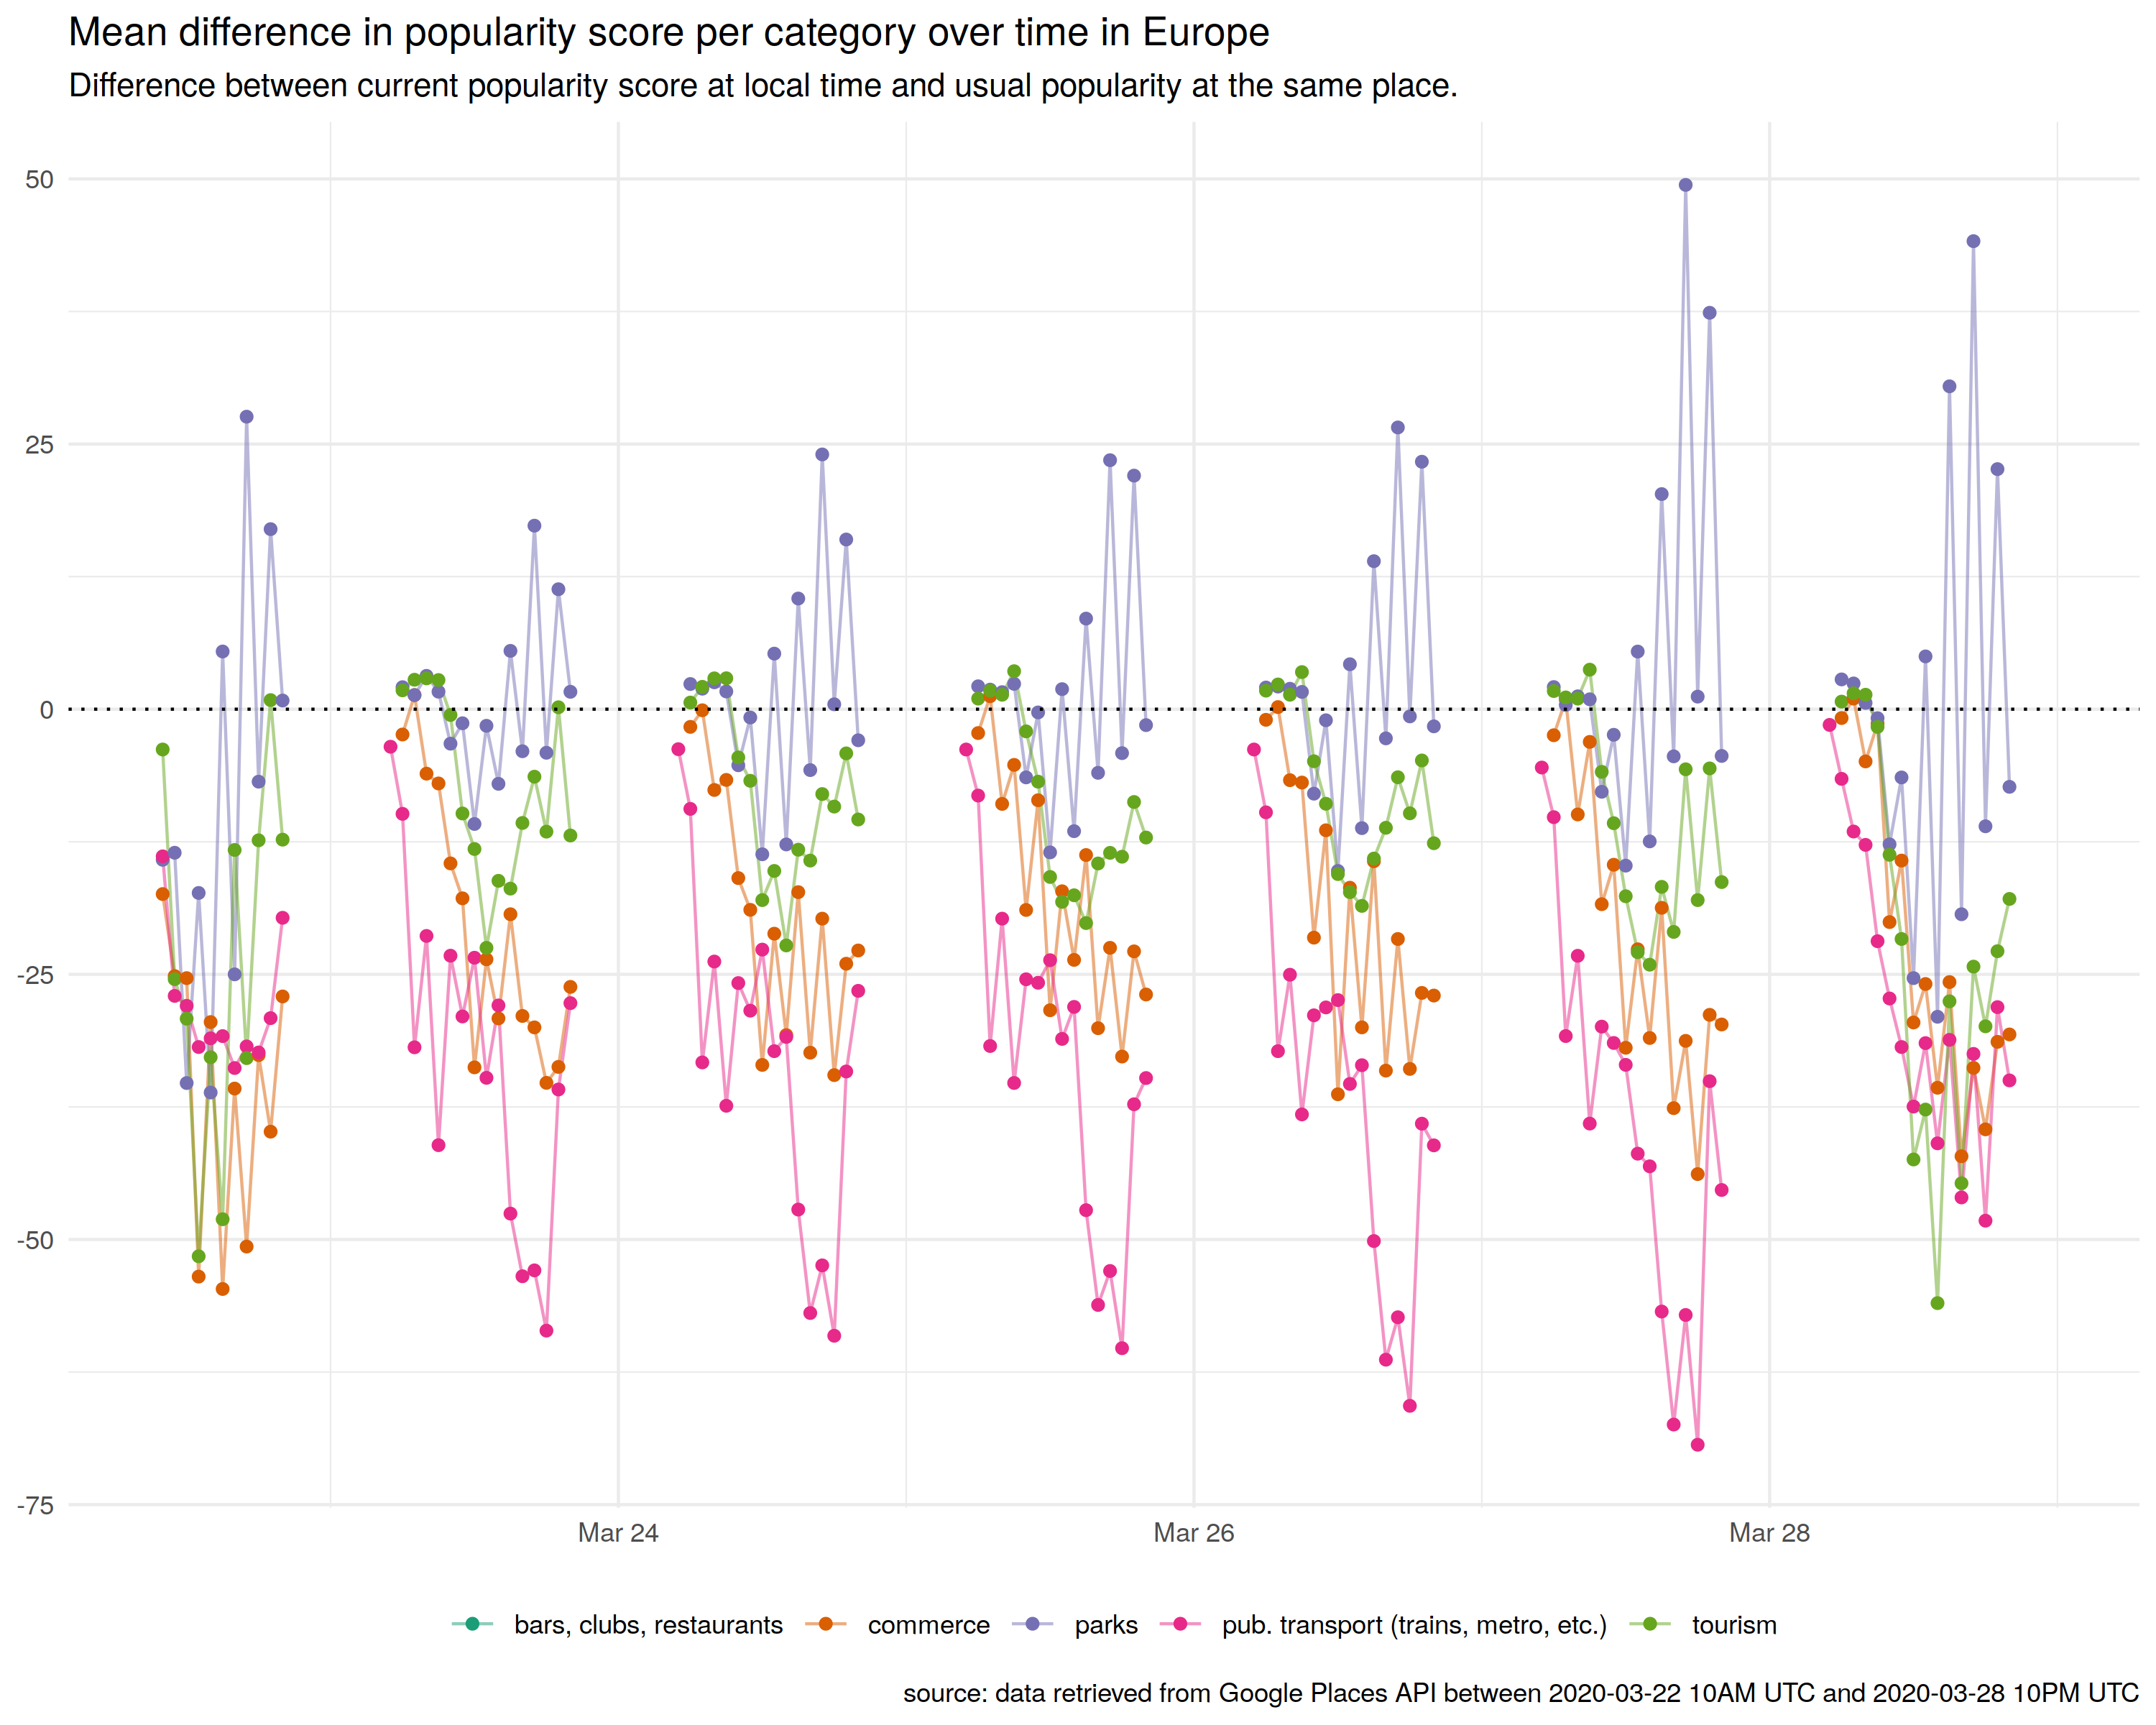 Mean difference in popularity score per category over time in Europe
Difference between current popularity score at local time and usual popularity at the same place.
50
25
0
-25
-50
-75
Mar 24 Mar 26 Mar 28
bars, clubs, restaurants commerce parks pub. transport (trains, metro, etc.) tourism
source: data retrieved from Google Places API between 2020-03-22 10AM UTC and 2020-03-28 10PM UTC